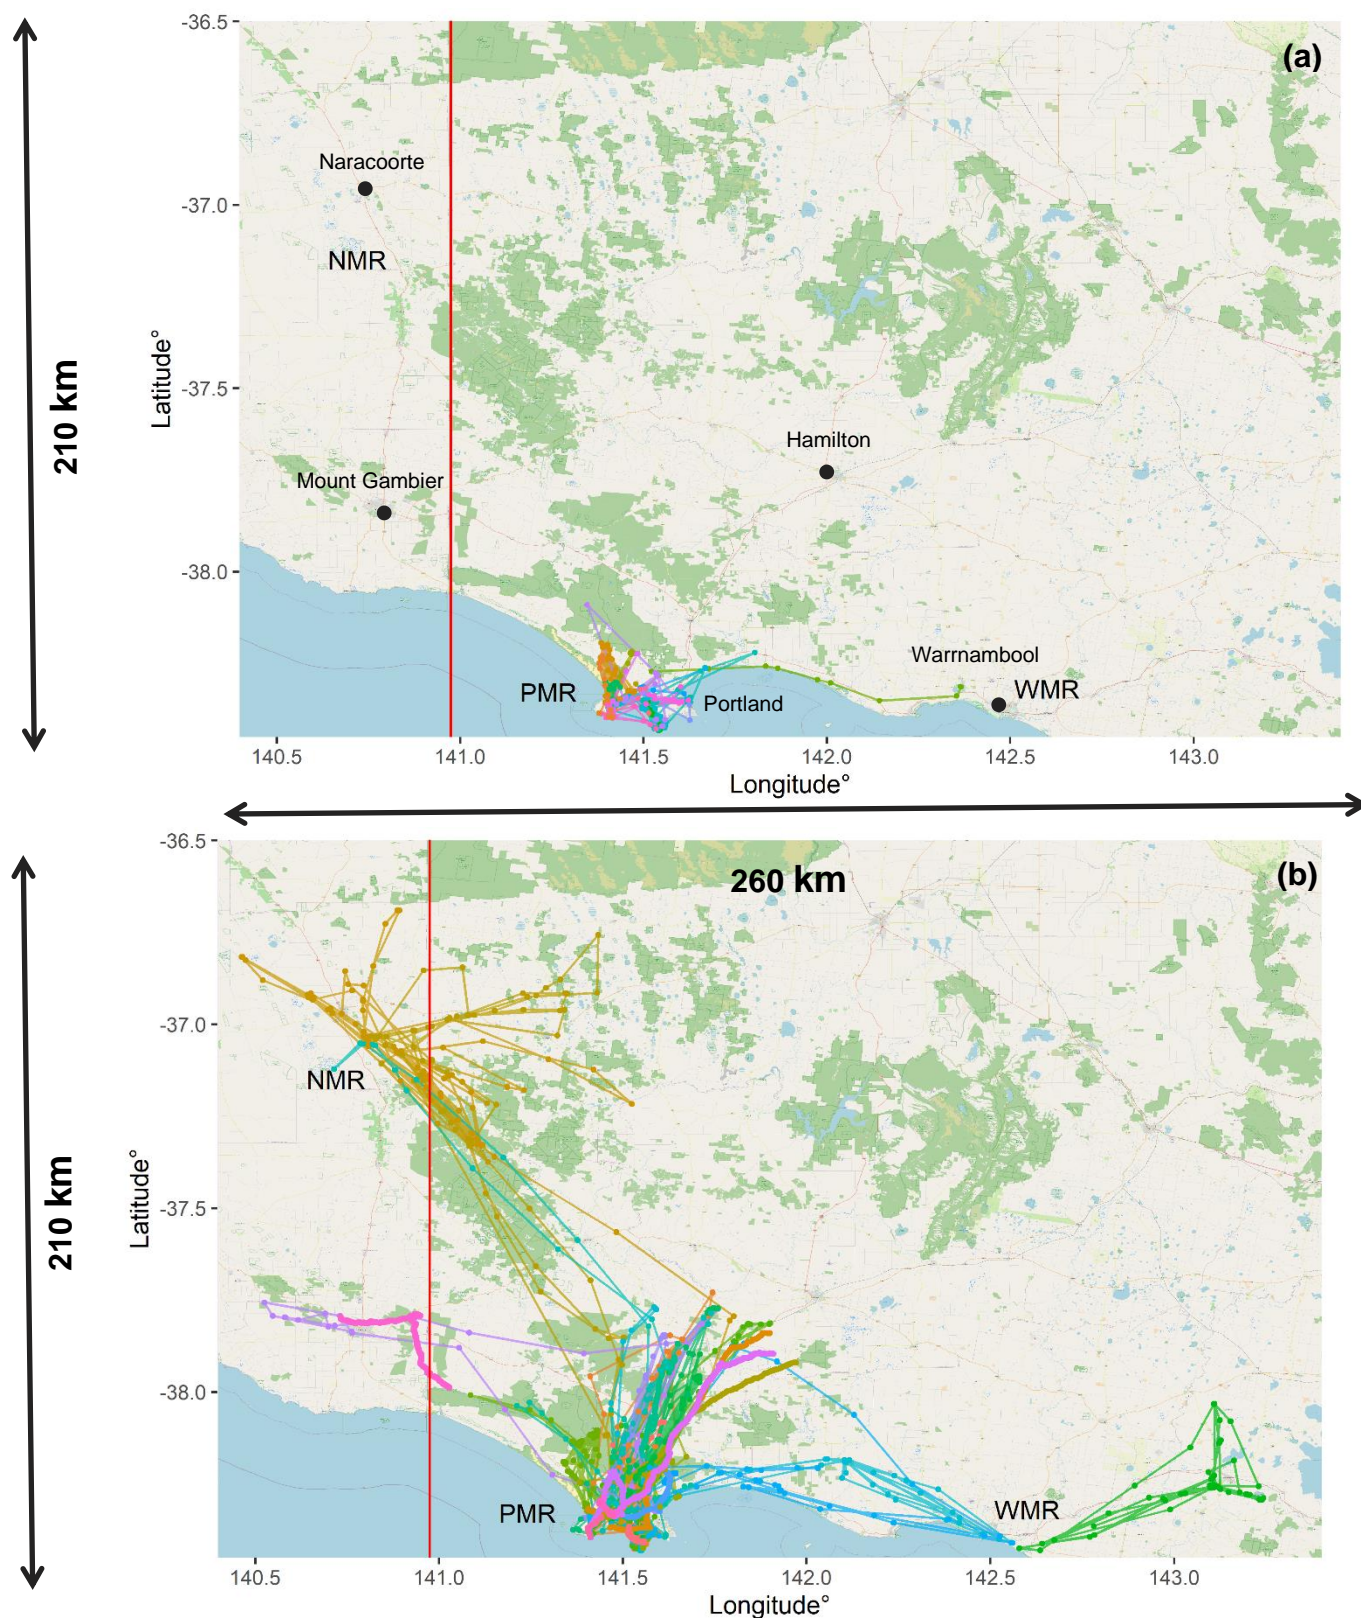 -36.5
(a)
Naracoorte
-37.0
NMR
Latitude°
210 km
-37.5
Hamilton
Mount Gambier
-38.0
Warrnambool
PMR
Portland
WMR
140.5
141.0
141.5
142.0
142.5
143.0
Longitude°
-36.5
260 km
(b)
-37.0
NMR
210 km
Latitude°
-37.5
-38.0
PMR
WMR
140.5
141.0
141.5
142.0
142.5
143.0
Longitude°